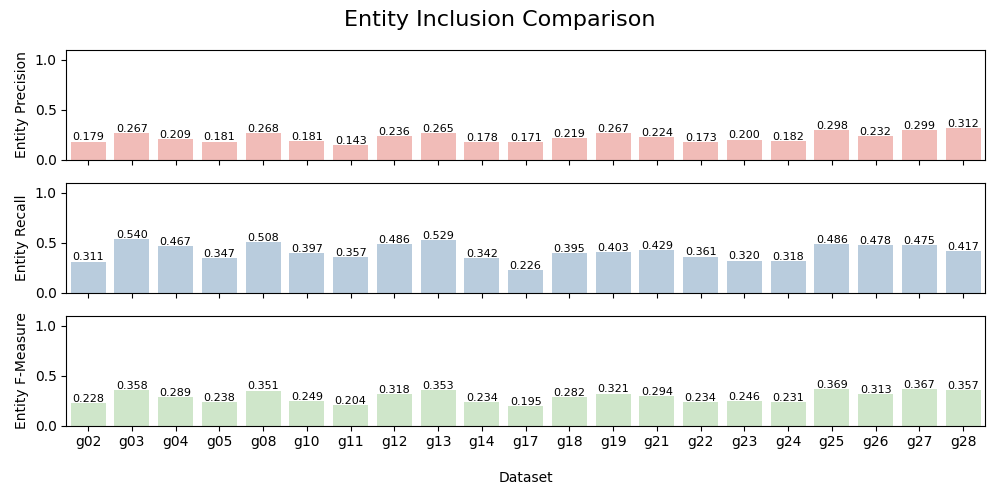 Entity Inclusion Comparison
Entity Precision
1.0
0.5
0.0
0.179 0.267 0.209 0.181 0.268 0.181 0.143 0.236 0.265 0.178 0.171 0.219 0.267 0.224 0.173 0.200 0.182 0.298 0.232 0.299 0.312
Entity Recall
1.0
0.5
0.0
0.311 0.540 0.467 0.347 0.508 0.397 0.357 0.486 0.529 0.342 0.226 0.395 0.403 0.429 0.361 0.320 0.318 0.486 0.478 0.475 0.417
Entity F-Measure
1.0
0.5
0.0
0.228 0.358 0.289 0.238 0.351 0.249 0.204 0.318 0.353 0.234 0.195 0.282 0.321 0.294 0.234 0.246 0.231 0.369 0.313 0.367 0.357
g02 g03 g04 g05 g08 g10 g11 g12 g13 g14 g17 g18 g19 g21 g22 g23 g24 g25 g26 g27 g28
Dataset